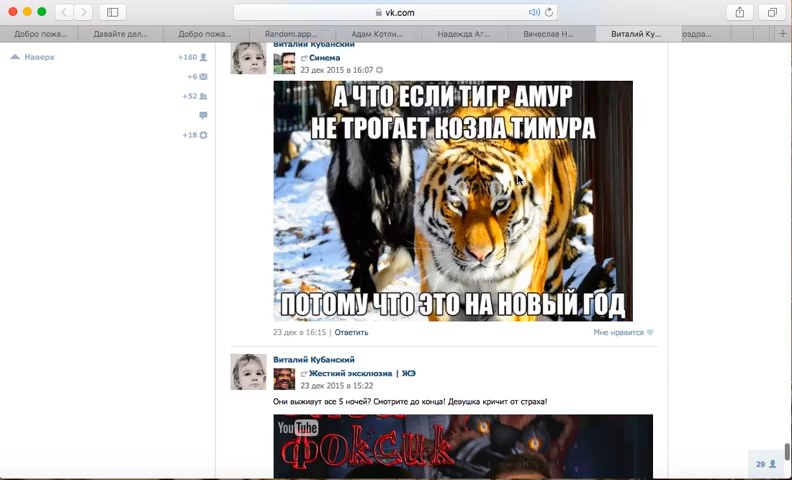 vk.com
Добро пожа...
Давайте дел...
Добро пожа...
Random.app...
Адам Котли...
Надежда Аг...
Вячеслав Н...
Виталий Ку...
оздра...
Наверх
+160
+6
+52
+18
Виталий Кубанский
Синема
23 дек 2015 в 16:07
А ЧТО ЕСЛИ ТИГР АМУР
НЕ ТРОГАЕТ КОЗЛА ТИМУРА
ПОТОМУ ЧТО ЭТО НА НОВЫЙ ГОД
23 дек в 16:15 | Ответить
Мне нравится
Виталий Кубанский
Жесткий эксклюзив | ЖЭ
23 дек 2015 в 15:22
Они выживут все 5 ночей? Смотрите до конца! Девушка кричит от страха!
YouTube
фоксик
29